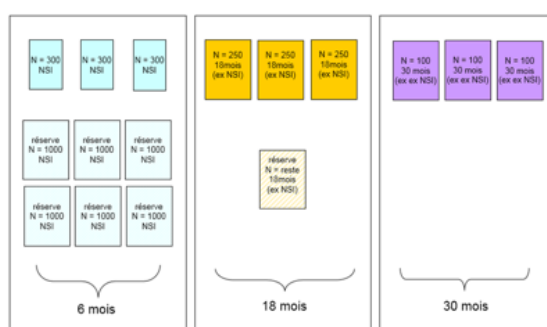 N = 300
NSI
N = 300
NSI
N = 300
NSI
réserve
N = 1000
NSI
réserve
N = 1000
NSI
réserve
N = 1000
NSI
réserve
N = 1000
NSI
réserve
N = 1000
NSI
réserve
N = 1000
NSI
6 mois
N = 250
18mois
(ex NSI)
N = 250
18mois
(ex NSI)
N = 250
18mois
(ex NSI)
réserve
N = reste
18mois
(ex NSI)
18 mois
N = 100
30 mois
(ex ex NSI)
N = 100
30 mois
(ex ex NSI)
N = 100
30 mois
(ex ex NSI)
30 mois